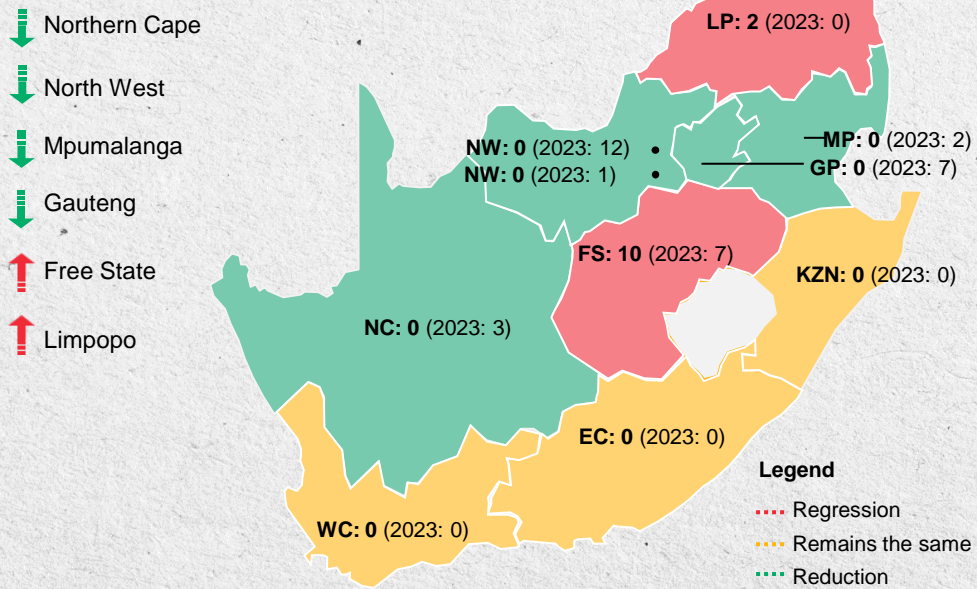 Northern Cape
North West
Mpumalanga
Gauteng
Free State
Limpopo
LP: 2 (2023: 0)
NW: 0 (2023: 12)
NW: 0 (2023: 1)
MP: 0 (2023: 2)
GP: 0 (2023: 7)
FS: 10 (2023: 7)
KZN: 0 (2023: 0)
NC: 0 (2023: 3)
EC: 0 (2023: 0)
WC: 0 (2023: 0)
Legend
Regression
Remains the same
Reduction